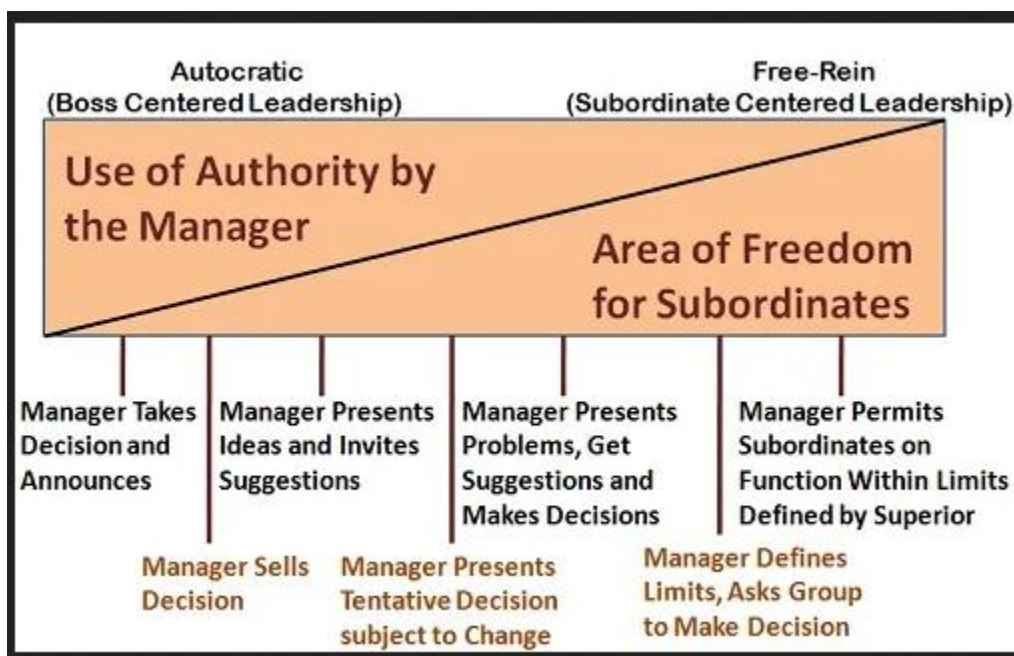 Autocratic
(Boss Centered Leadership)
Free-Rein
(Subordinate Centered Leadership)
Use of Authority by
the Manager
Area of Freedom
for Subordinates
Manager Takes
Decision and
Announces
Manager Presents
Ideas and Invites
Suggestions
Manager Presents
Problems, Get
Suggestions and
Makes Decisions
Manager Permits
Subordinates on
Function Within Limits
Defined by Superior
Manager Sells
Decision
Manager Presents
Tentative Decision
subject to Change
Manager Defines
Limits, Asks Group
to Make Decision